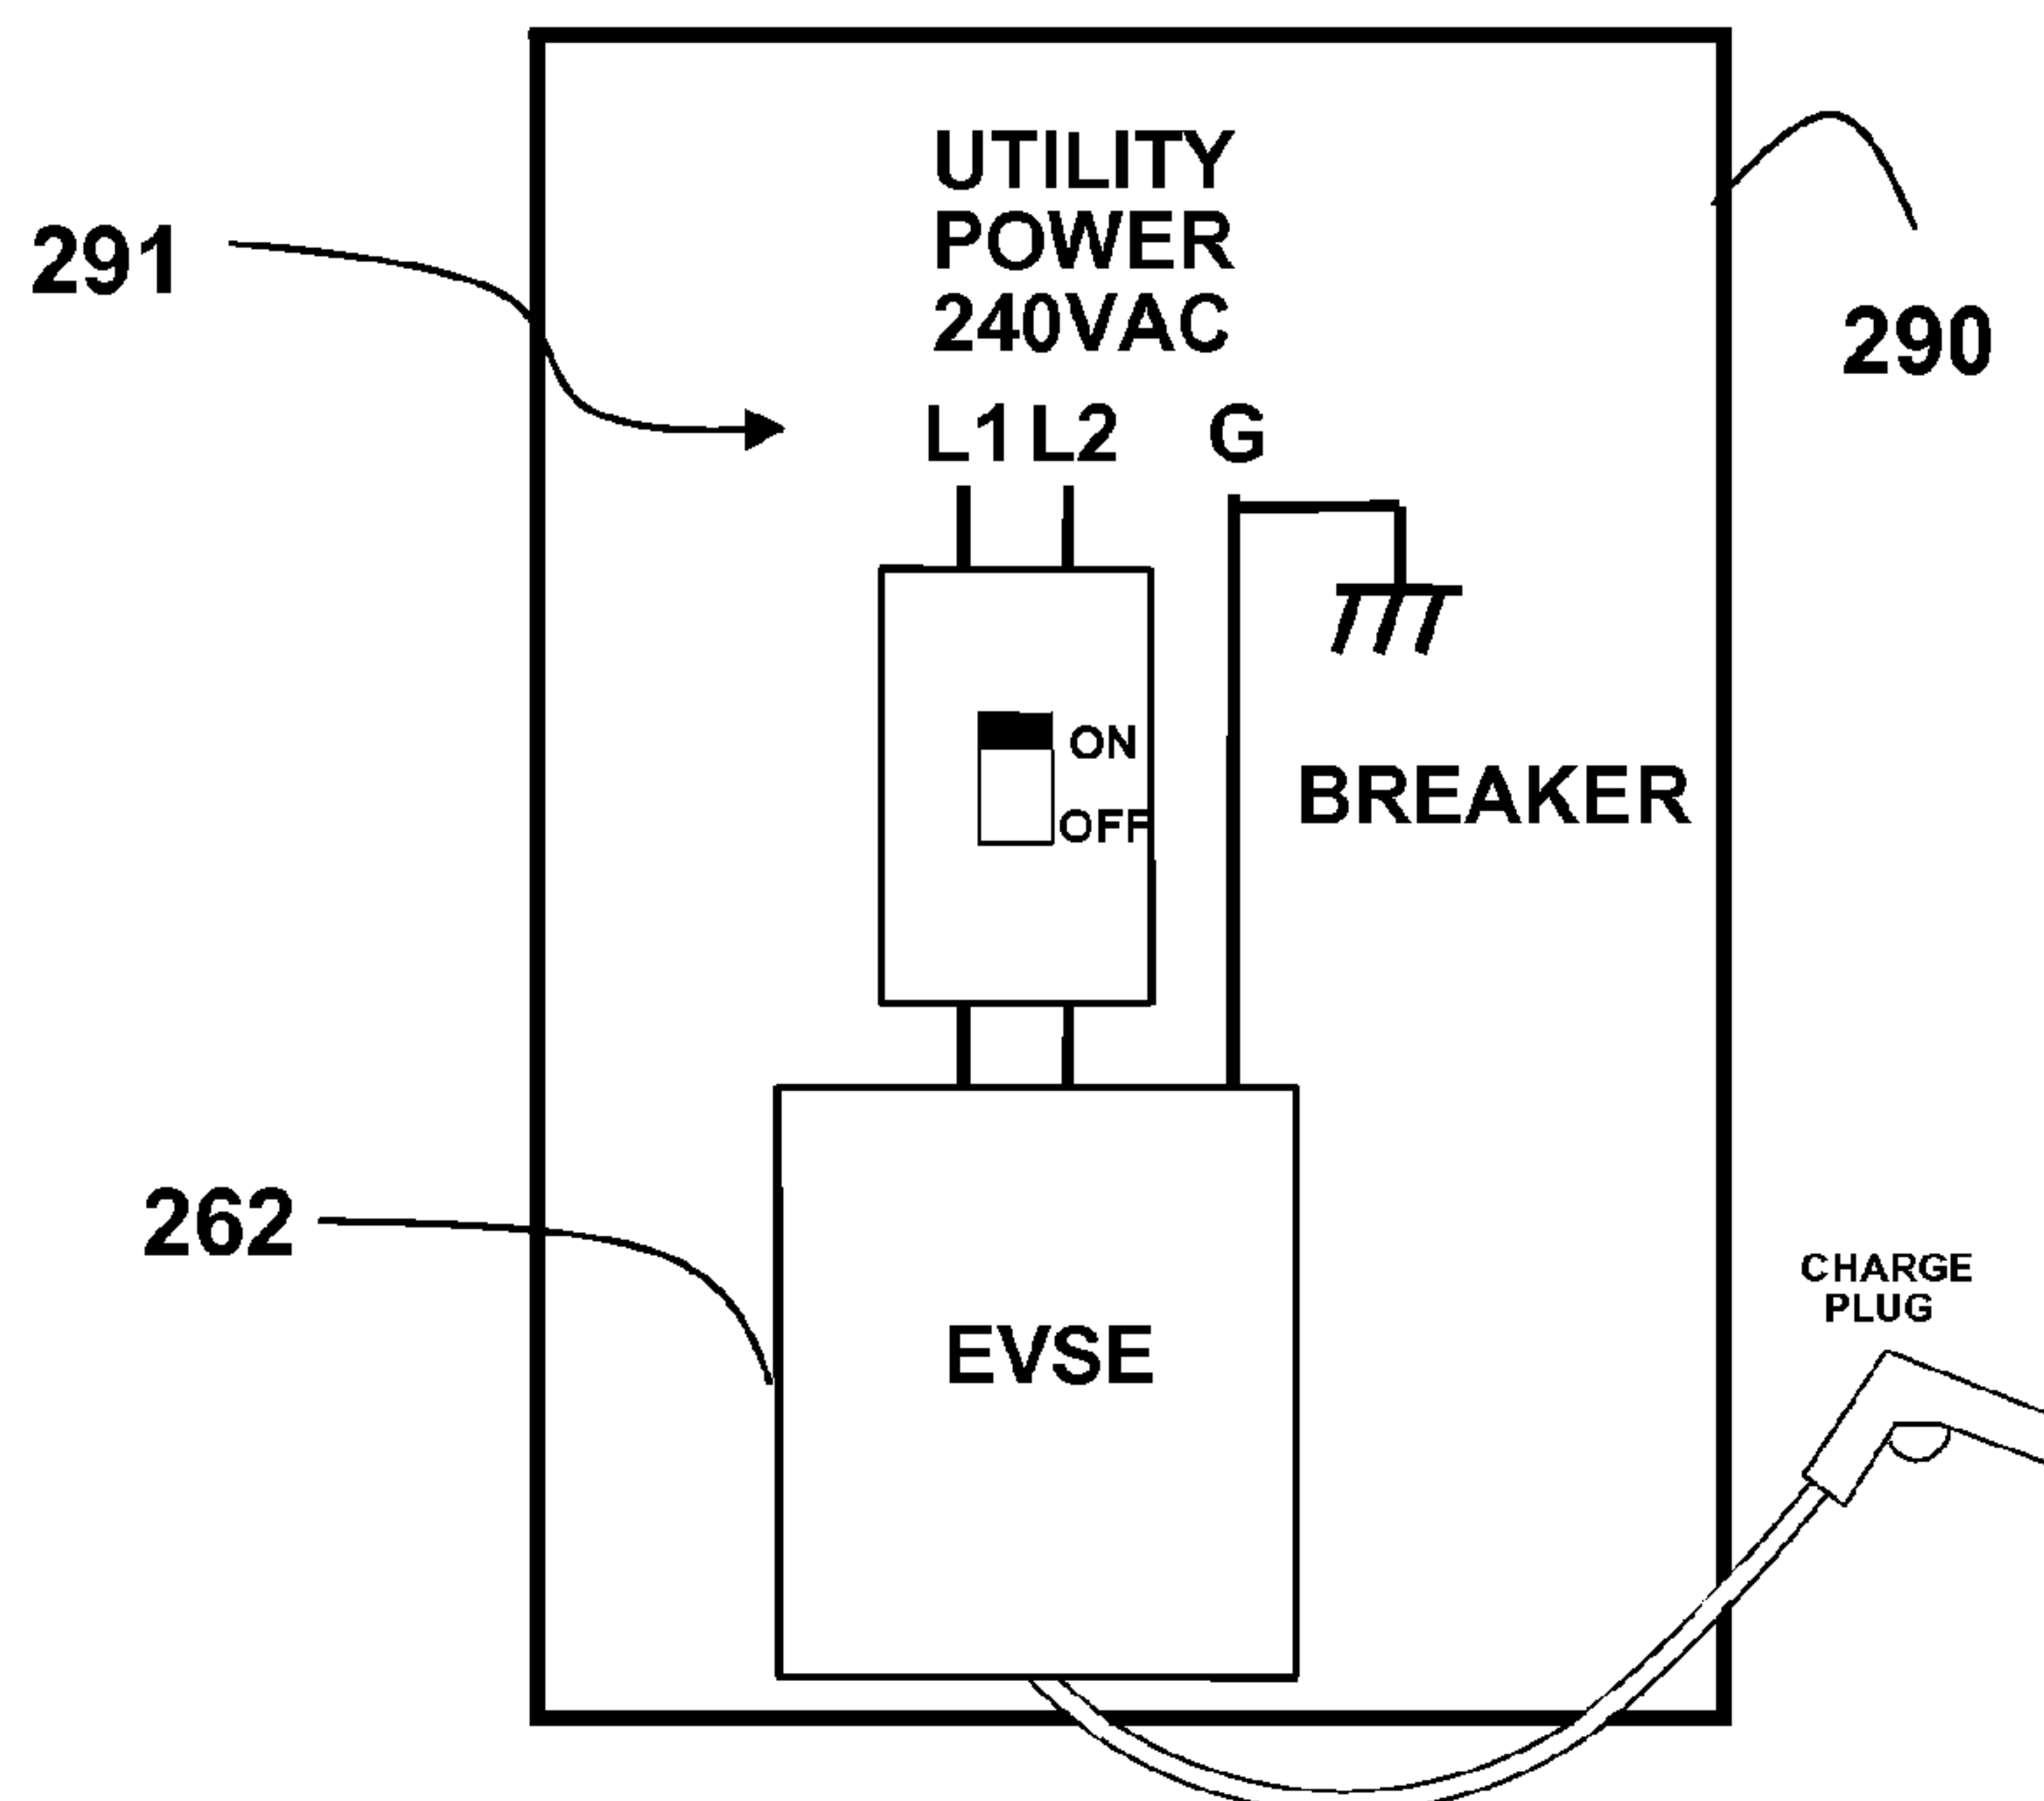 UTILITY
POWER
240VAC
291
290
L1 L2 G
ON
OFF
BREAKER
262
EVSE
CHARGE
PLUG